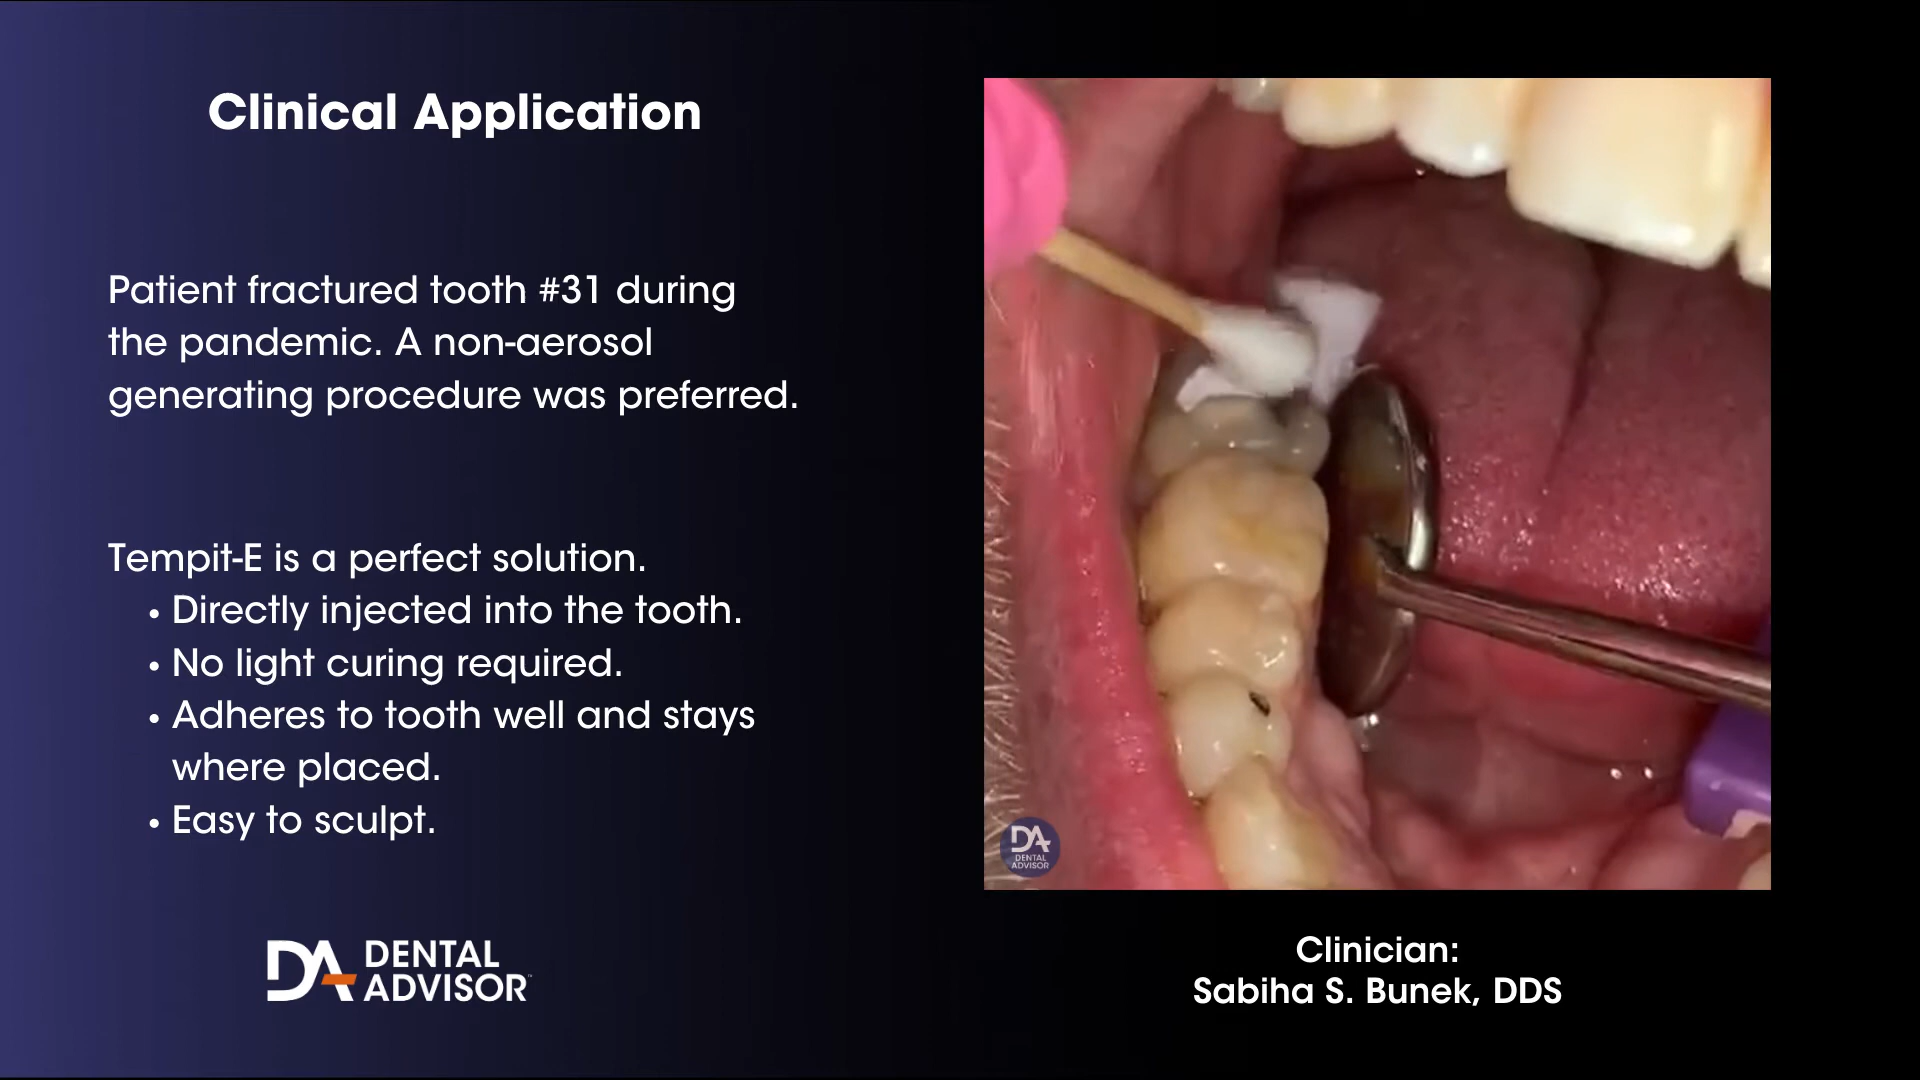 Clinical Application
Patient fractured tooth #31 during
the pandemic. A non-aerosol
generating procedure was preferred.
Tempit-E is a perfect solution.
• Directly injected into the tooth.
• No light curing required.
• Adheres to tooth well and stays
where placed.
• Easy to sculpt.
DA DENTAL
ADVISOR™
DA
DENTAL
ADVISOR
Clinician:
Sabiha S. Bunek, DDS